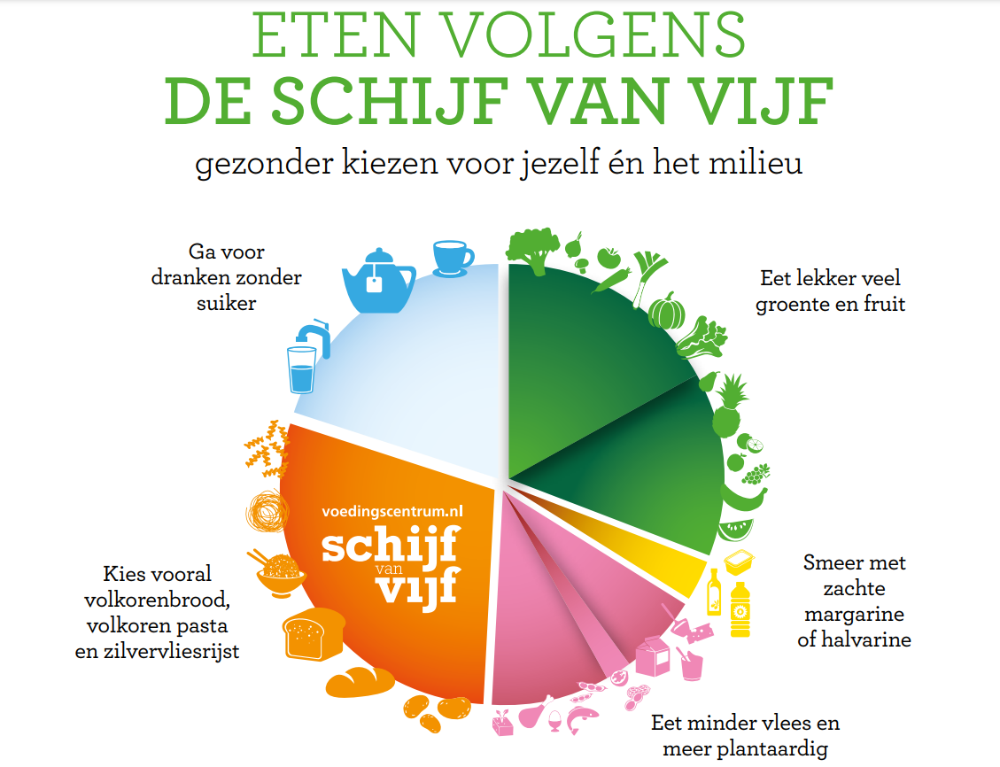 ETEN VOLGENS
DE SCHIJF VAN VIJF
gezonder kiezen voor jezelf én het milieu
Ga voor
dranken zonder
suiker
Eet lekker veel
groente en fruit
voedingscentrum.nl
schijf
van
vijf
Kies vooral
volkorenbrood,
volkoren pasta
en zilvervliesrijst
Smeer met
zachte
margarine
of halvarine
Eet minder vlees en
meer plantaardig